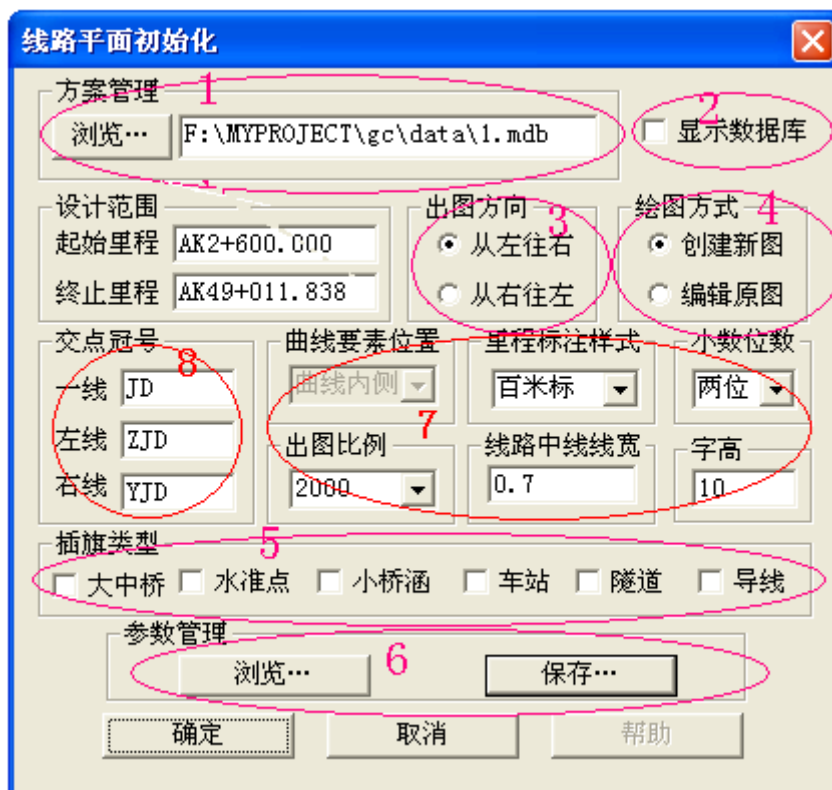 线路平面初始化
方案管理 1 2
浏览… F:\MYPROJECT\gc\data\1.mdb 显示数据库
设计范围 出图方向 3 绘图方式 4
起始里程 AK2+600.000 从左往右 创建新图
终止里程 AK49+011.838 从右往左 编辑原图
交点冠号 8 曲线要素位置 里程标注样式 小数位数
一线 JD 曲线内侧 百米标 两位
7
左线 ZJD 出图比例 线路中线线宽 字高
右线 YJD 2000 0.7 10
插旗类型 5
大中桥 水准点 小桥涵 车站 隧道 导线
参数管理
浏览… 6 保存…
确定 取消 帮助